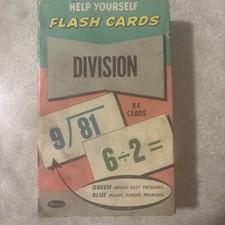 HELP YOURSELF
FLASH CARDS
DIVISION
84
CARDS
9)81
6÷2=
GREEN MEANS EASY PROBLEMS
BLUE MEANS HARDER PROBLEMS